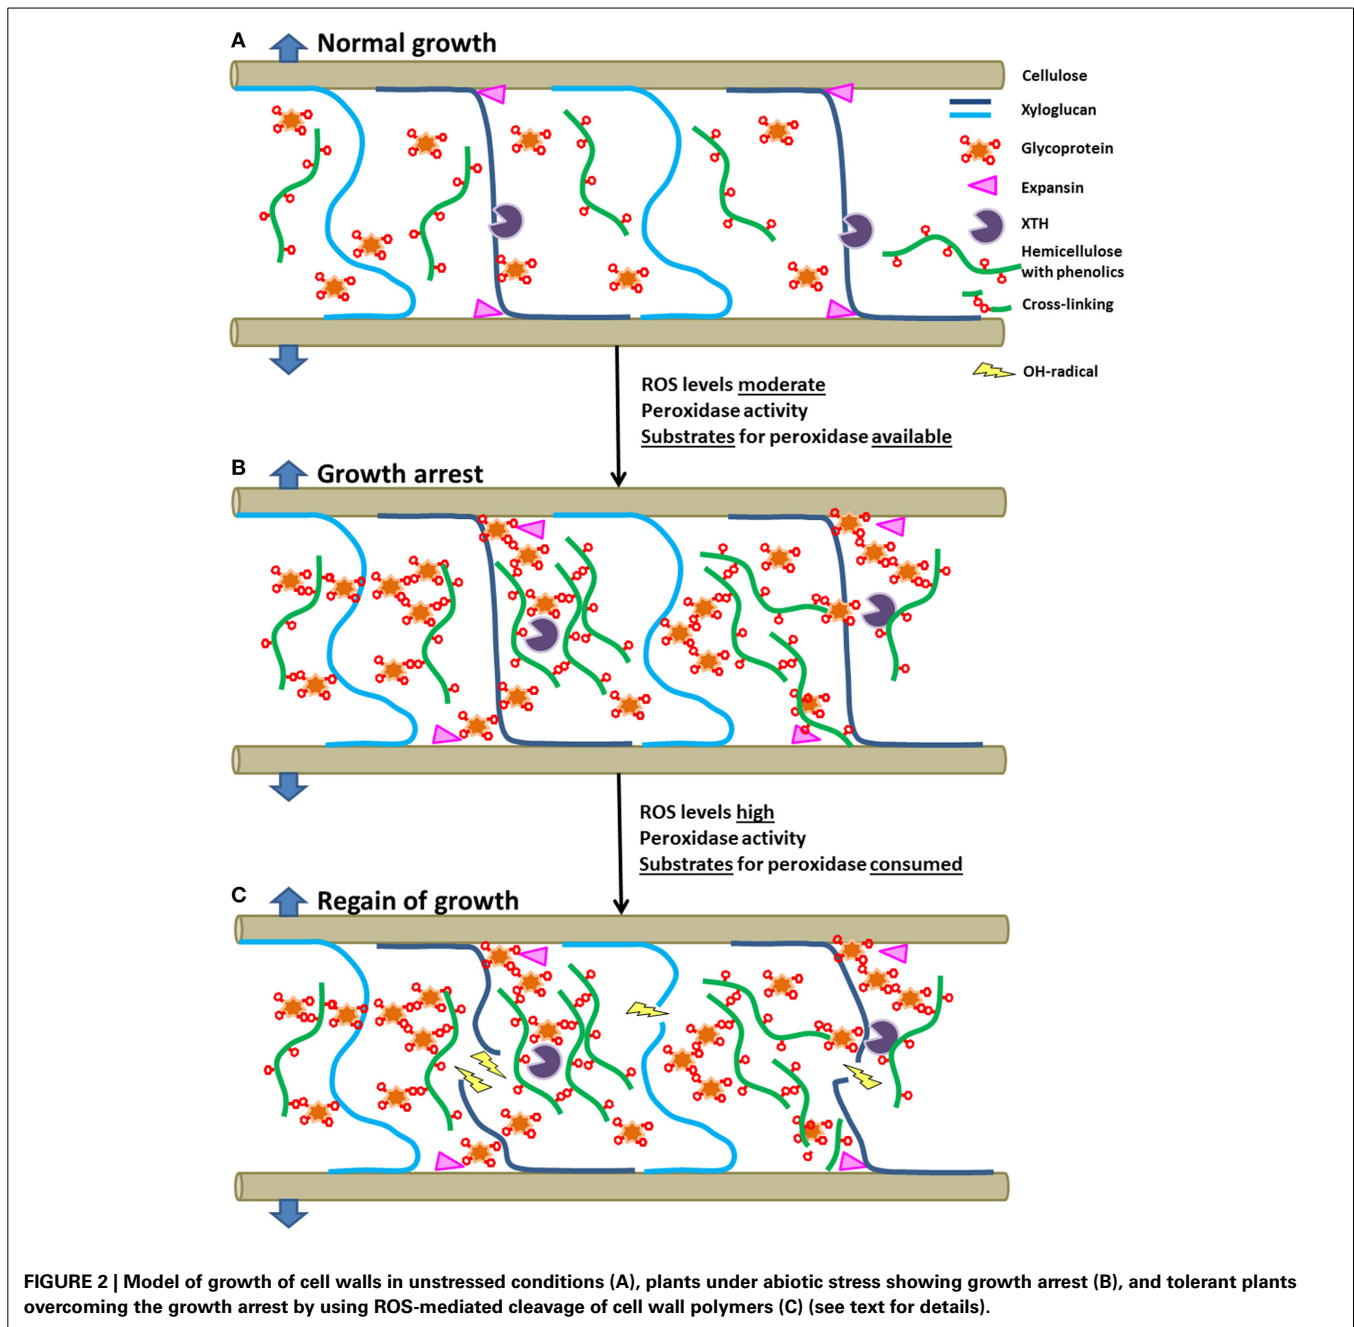 A
Normal growth
Cellulose
Xyloglucan
Glycoprotein
Expansin
XTH
Hemicellulose
with phenolics
Cross-linking
OH-radical
ROS levels moderate
Peroxidase activity
Substrates for peroxidase available
B
Growth arrest
ROS levels high
Peroxidase activity
Substrates for peroxidase consumed
C
Regain of growth
FIGURE 2 | Model of growth of cell walls in unstressed conditions (A), plants under abiotic stress showing growth arrest (B), and tolerant plants
overcoming the growth arrest by using ROS-mediated cleavage of cell wall polymers (C) (see text for details).